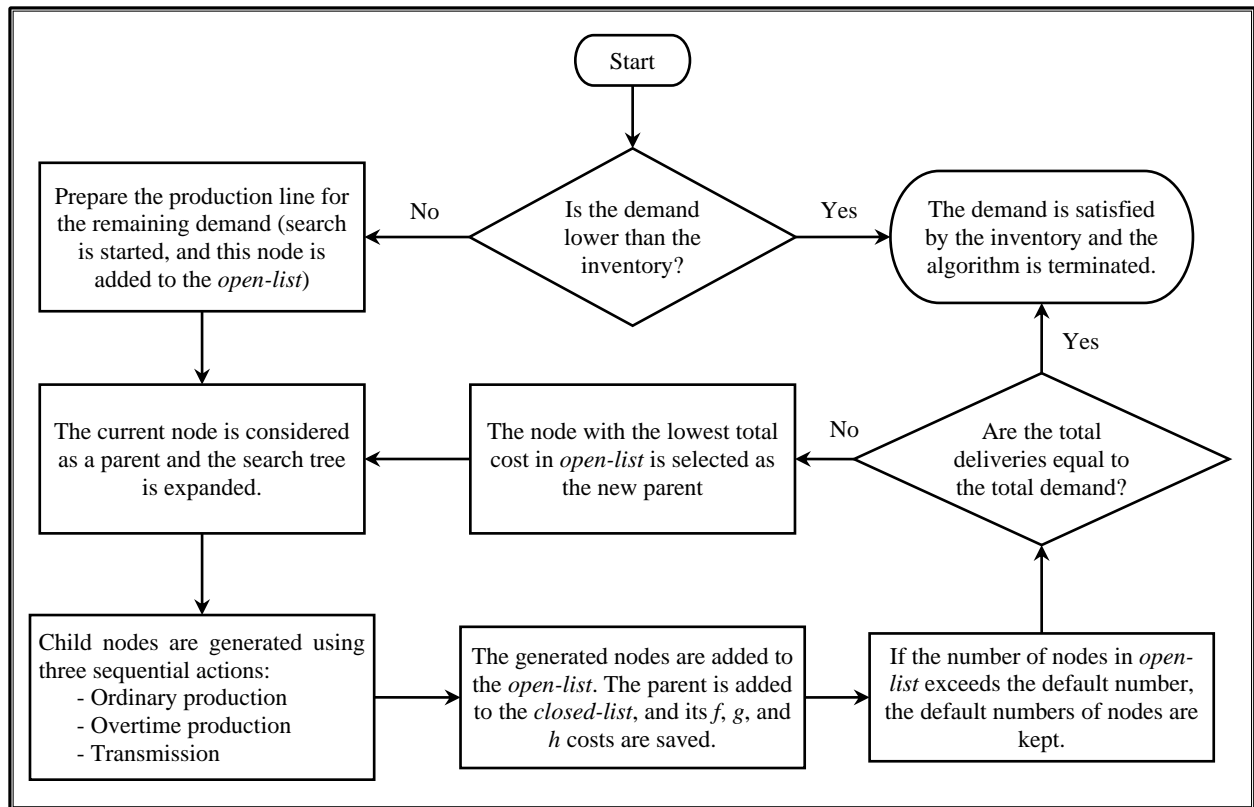 Start
Is the demand
lower than the
inventory?
No
Yes
Prepare the production line for
the remaining demand (search
is started, and this node is
added to the open-list)
The demand is satisfied
by the inventory and the
algorithm is terminated.
Yes
The current node is considered
as a parent and the search tree
is expanded.
The node with the lowest total
cost in open-list is selected as
the new parent
No
Are the total
deliveries equal to
the total demand?
Child nodes are generated using
three sequential actions:
- Ordinary production
- Overtime production
- Transmission
The generated nodes are added to
the open-list. The parent is added
to the closed-list, and its f, g, and
h costs are saved.
If the number of nodes in open-
list exceeds the default number,
the default numbers of nodes are
kept.